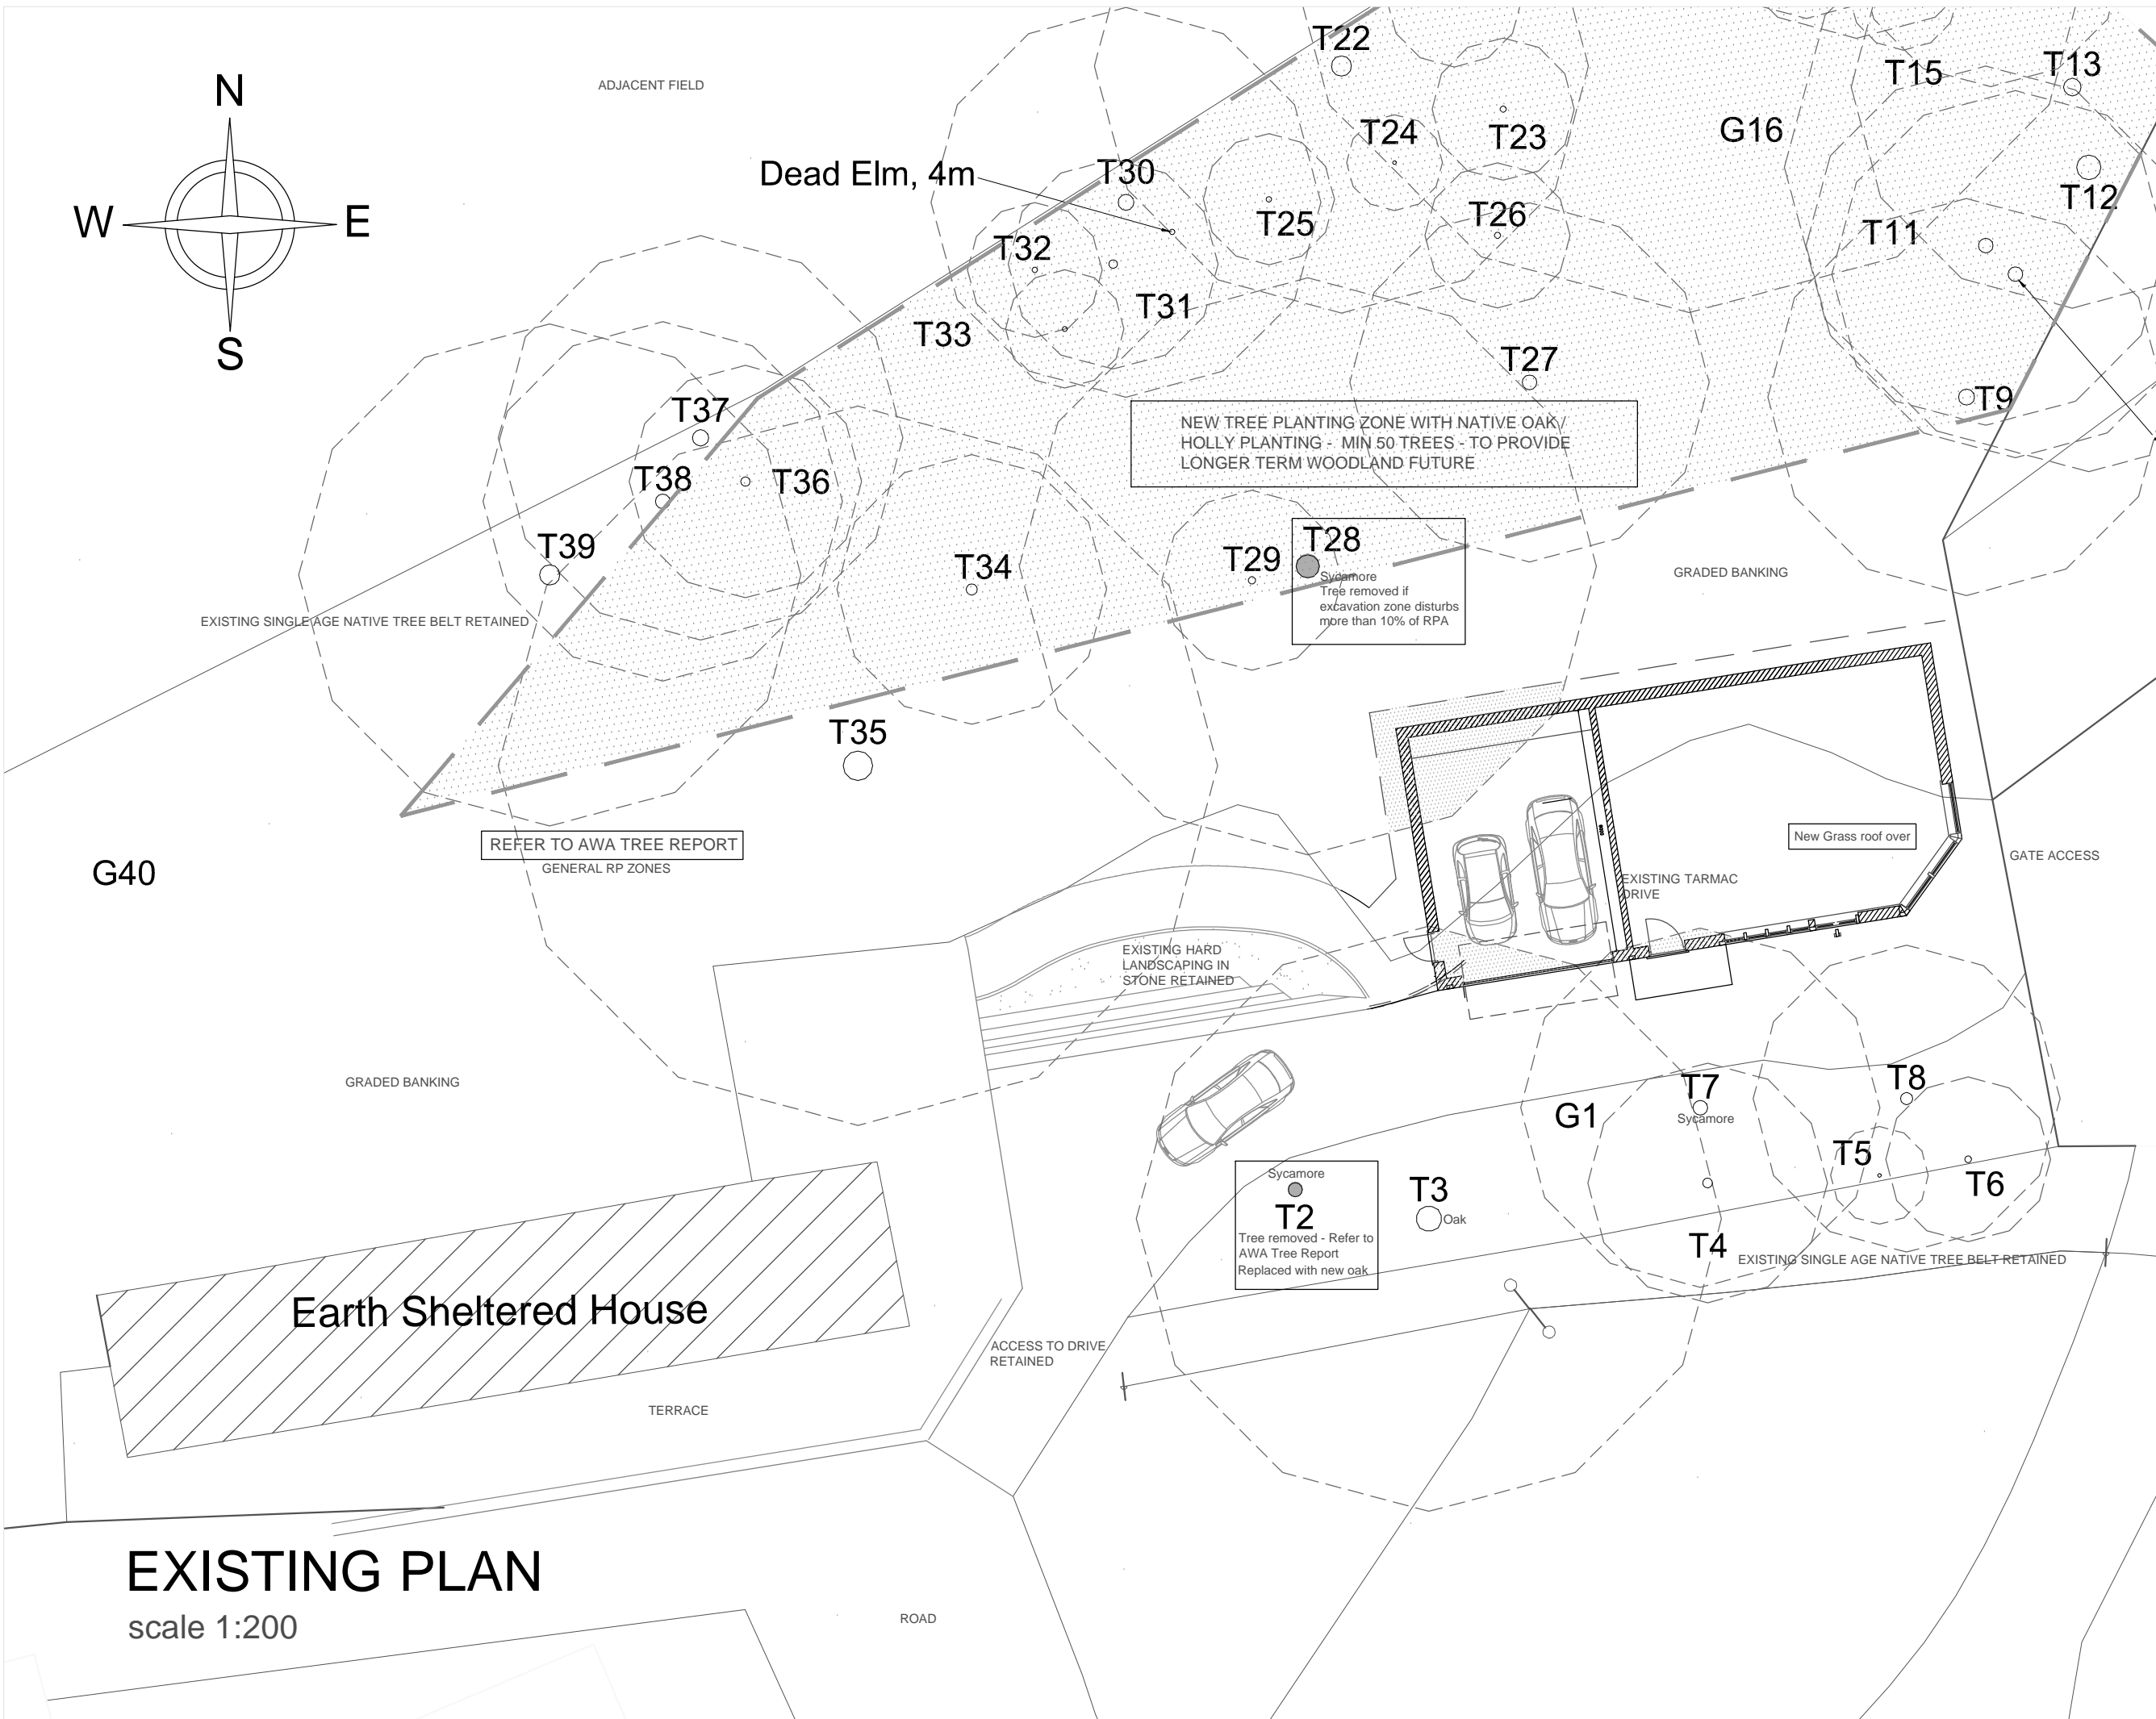 N
W
E
S
ADJACENT FIELD
T22
T15
T13
T24
T23
G16
Dead Elm, 4m
T30
T12
T25
T26
T11
T32
T31
T33
T27
T9
T37
NEW TREE PLANTING ZONE WITH NATIVE OAK/
HOLLY PLANTING - MIN 50 TREES - TO PROVIDE
LONGER TERM WOODLAND FUTURE
T38
T36
T39
T34
T29
T28
Sycamore
Tree removed if
excavation zone disturbs
more than 10% of RPA
GRADED BANKING
EXISTING SINGLE AGE NATIVE TREE BELT RETAINED
T35
REFER TO AWA TREE REPORT
GENERAL RP ZONES
G40
New Grass roof over
GATE ACCESS
EXISTING TARMAC
DRIVE
EXISTING HARD
LANDSCAPING IN
STONE RETAINED
GRADED BANKING
T7
Sycamore
G1
T8
T5
T6
Sycamore
T2
Tree removed - Refer to
AWA Tree Report
Replaced with new oak
T3
Oak
T4
EXISTING SINGLE AGE NATIVE TREE BELT RETAINED
Earth Sheltered House
ACCESS TO DRIVE
RETAINED
TERRACE
EXISTING PLAN
scale 1:200
ROAD